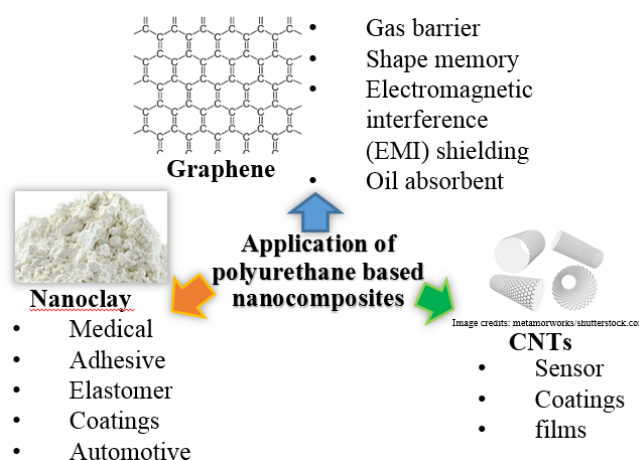 Graphene
• Gas barrier
• Shape memory
• Electromagnetic
interference
(EMI) shielding
• Oil absorbent
Application of
polyurethane based
nanocomposites
Nanoclay
• Medical
• Adhesive
• Elastomer
• Coatings
• Automotive
Image credits: metamorworks/shutterstock.co
CNTs
• Sensor
• Coatings
• films